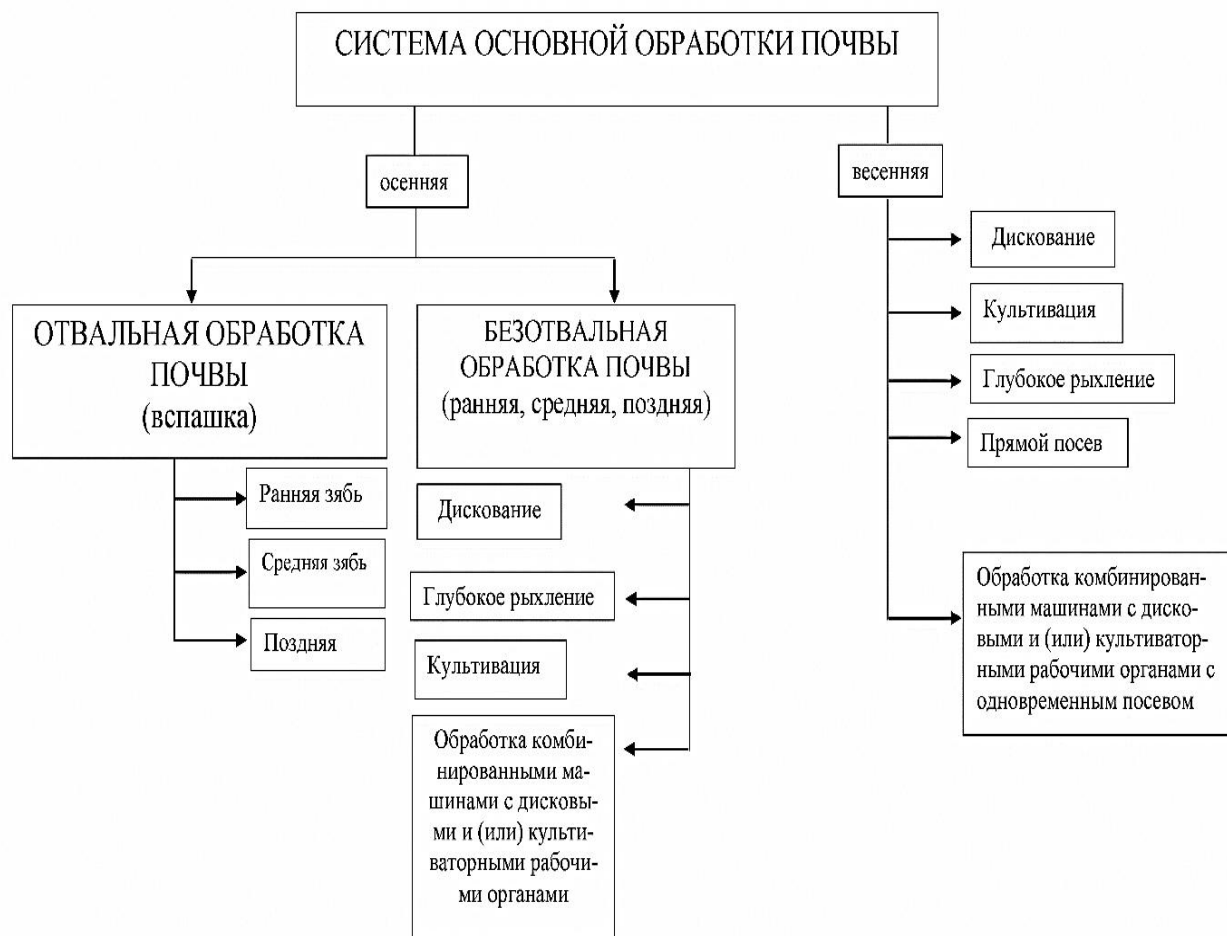 СИСТЕМА ОСНОВНОЙ ОБРАБОТКИ ПОЧВЫ
осенняя
весенняя
ОТВАЛЬНАЯ ОБРАБОТКА
ПОЧВЫ
(вспашка)
Ранняя зябь
Средняя зябь
Поздняя
БЕЗОТВАЛЬНАЯ
ОБРАБОТКА ПОЧВЫ
(ранняя, средняя, поздняя)
Дискование
Глубокое рыхление
Культивация
Обработка комби-
нированными ма-
шинами с дисковы-
ми и (или) культи-
ваторными рабочи-
ми органами
Дискование
Культивация
Глубокое рыхление
Прямой посев
Обработка комбинирован-
ными машинами с диско-
выми и (или) культиватор-
ными рабочими органами с
одновременным посевом